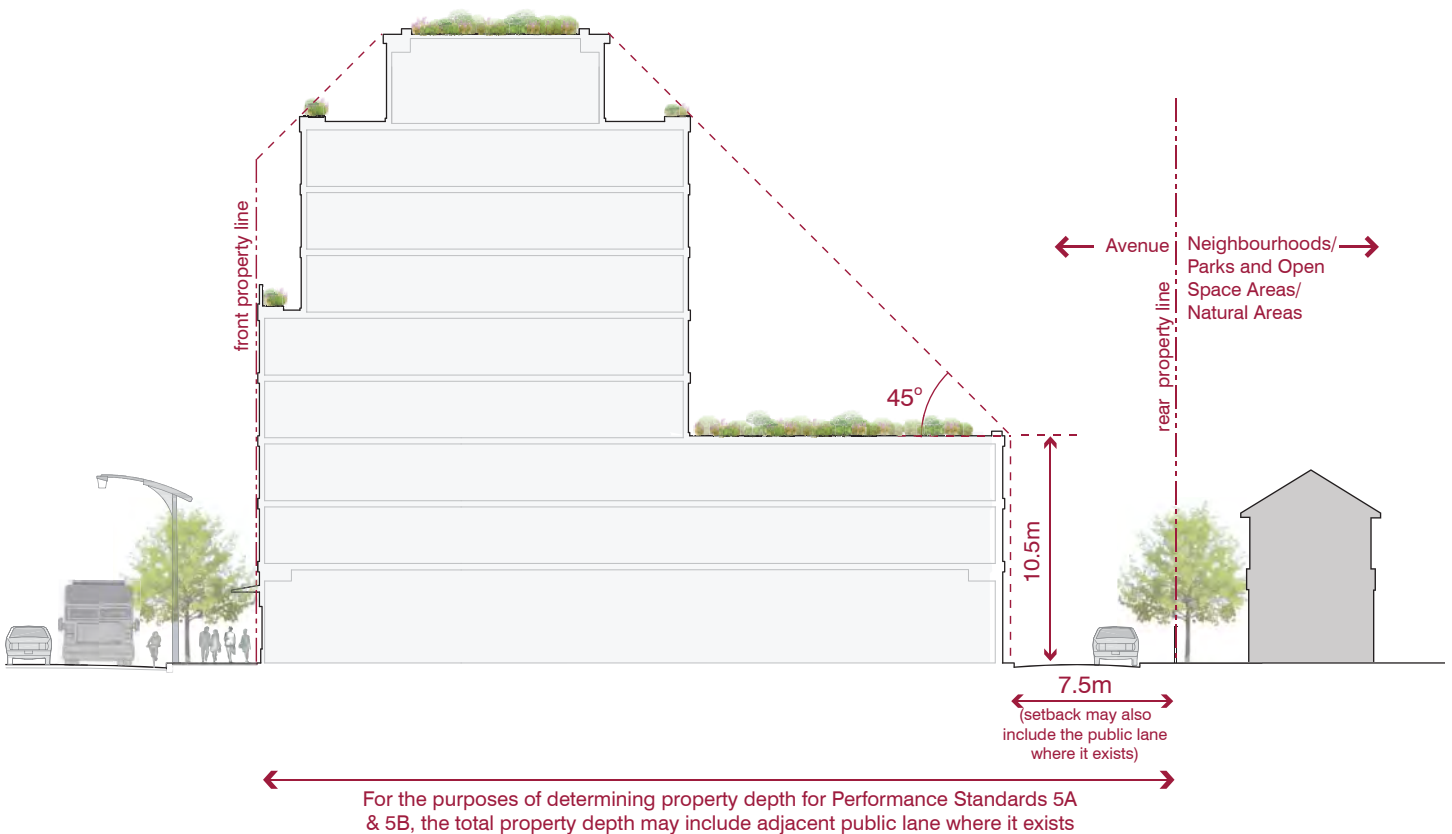 front property line
Avenue
Neighbourhoods/
Parks and Open
Space Areas/
Natural Areas
rear property line
45°
10.5m
7.5m
(setback may also
include the public lane
where it exists)
For the purposes of determining property depth for Performance Standards 5A
& 5B, the total property depth may include adjacent public lane where it exists